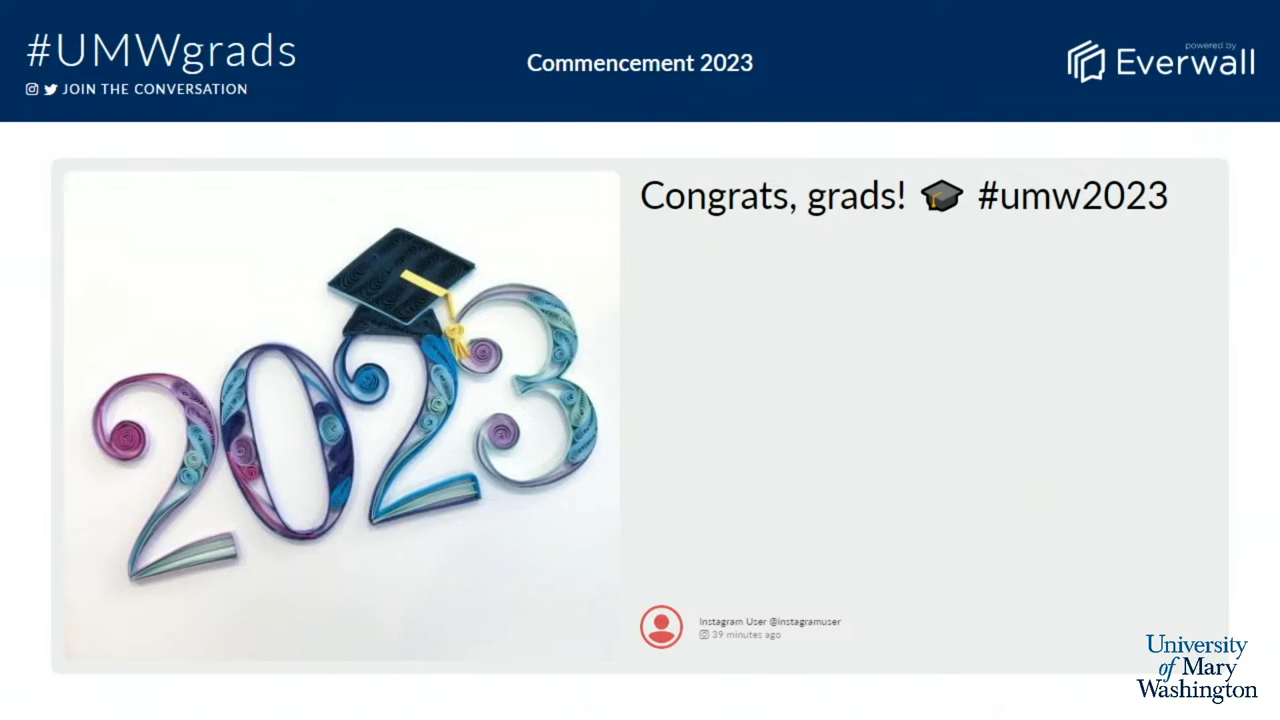 #UMWgrads
JOIN THE CONVERSATION
Commencement 2023
powered by
Everwall
2023
Congrats, grads! 🎓 #umw2023
Instagram User @instagramuser
39 minutes ago
University
of Mary
Washington